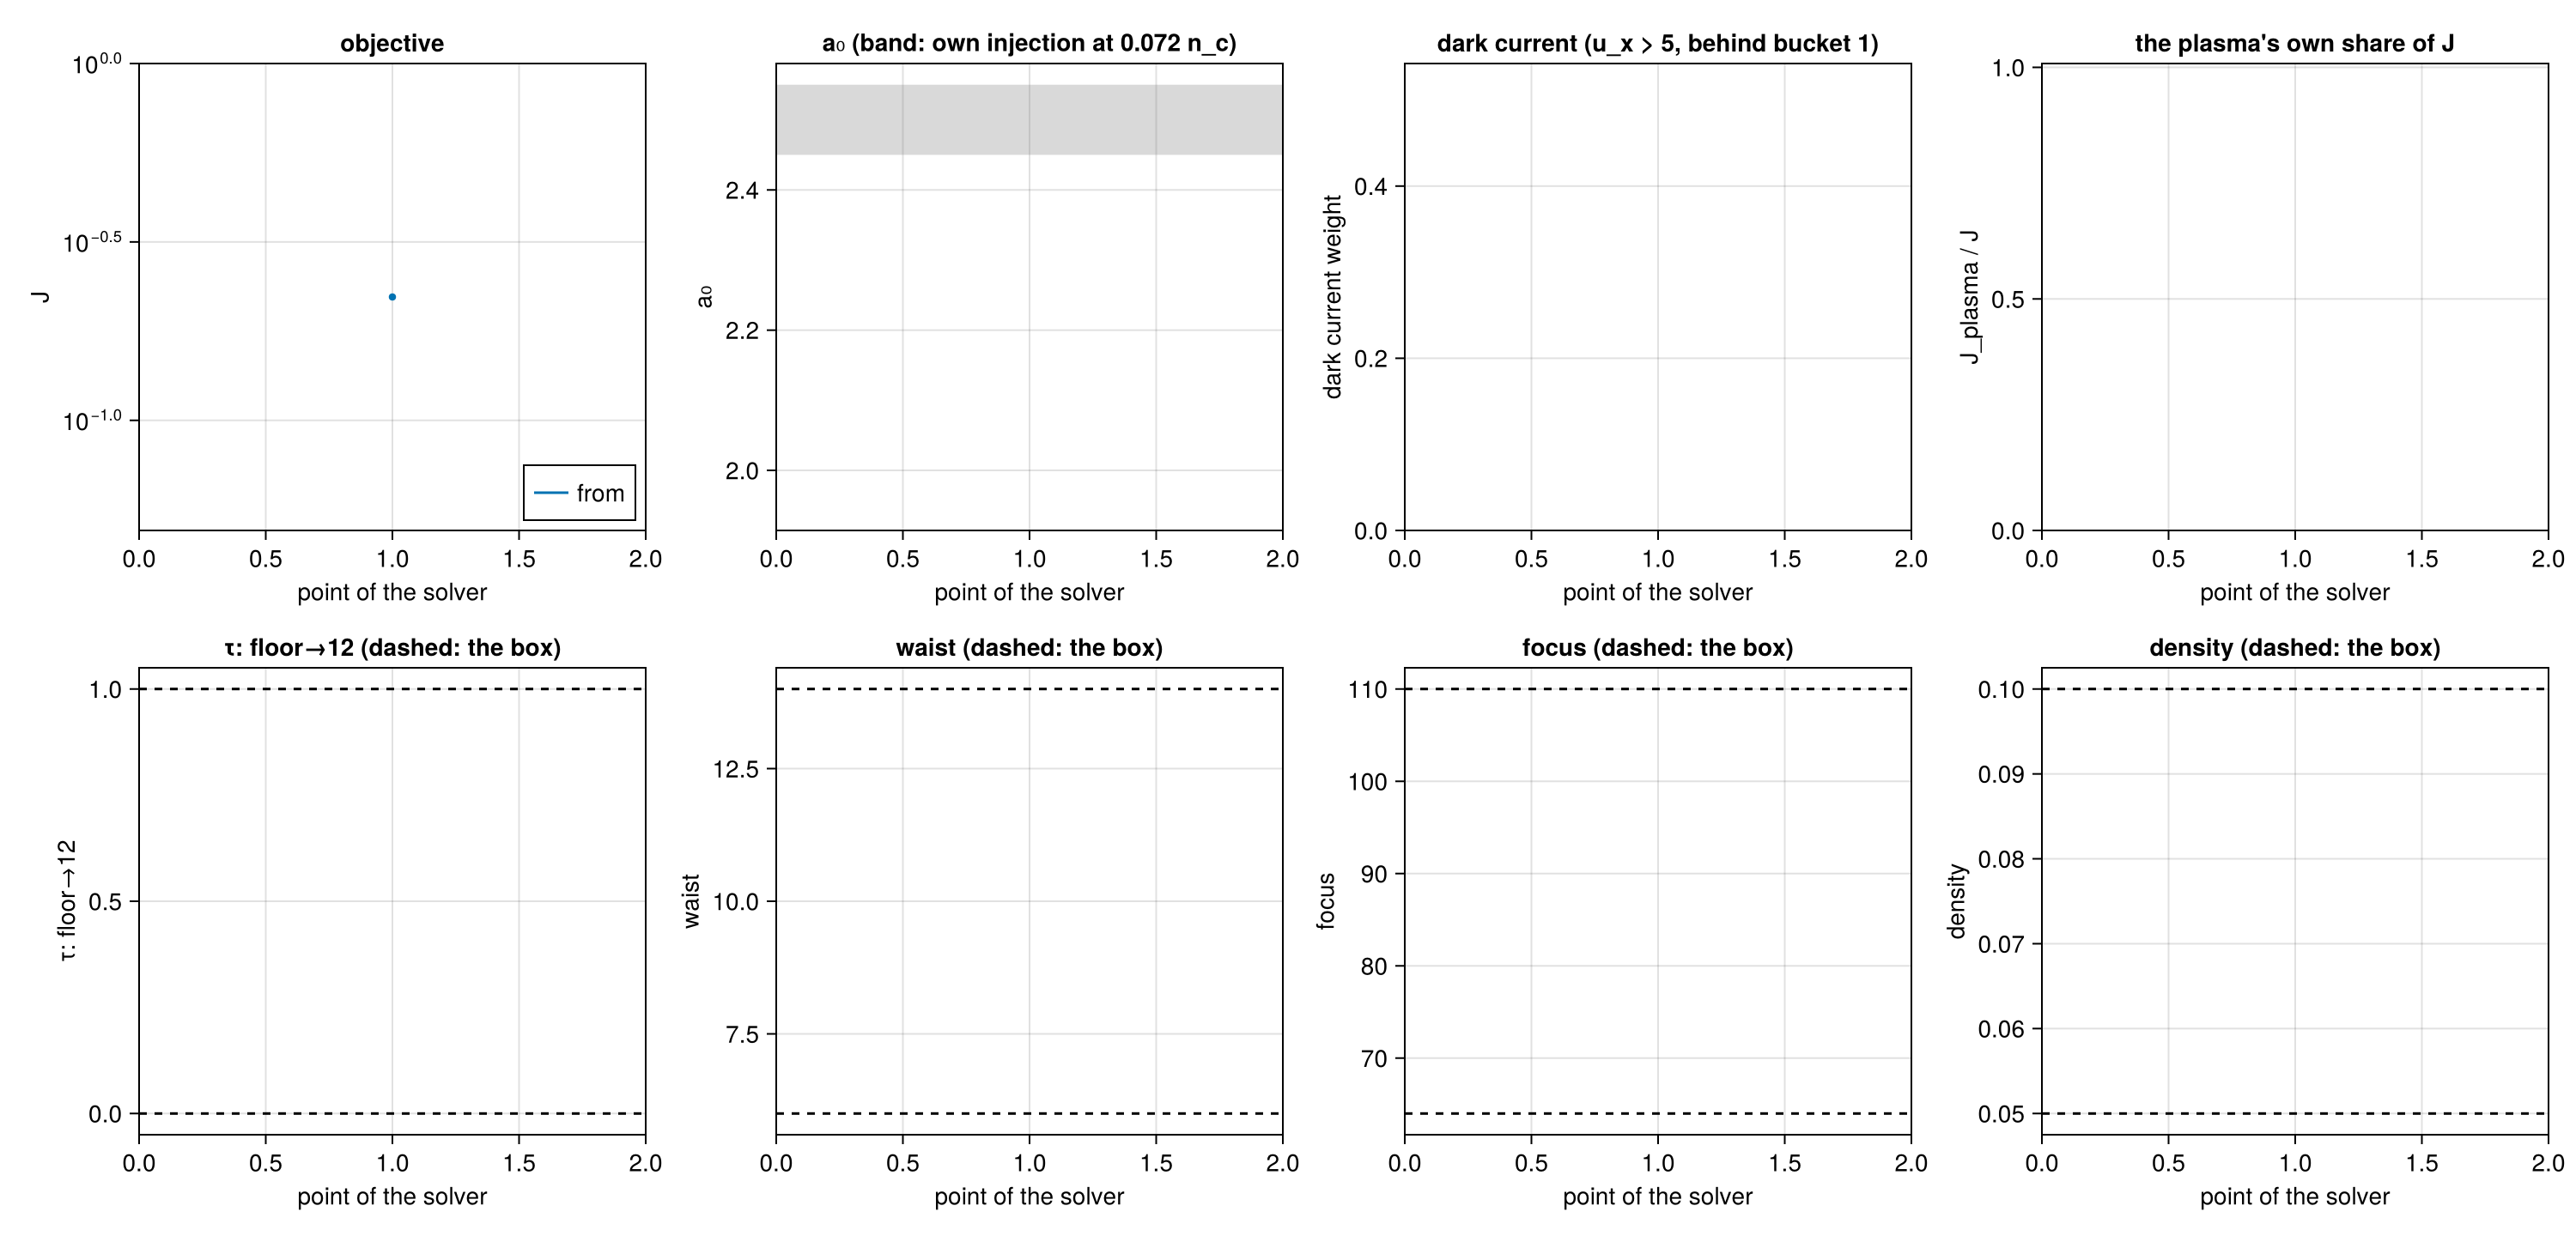 objective
10^0.0
10^−0.5
10^−1.0
J
from
0.0 0.5 1.0 1.5 2.0
point of the solver
a₀ (band: own injection at 0.072 n_c)
2.4
2.2
2.0
a₀
0.0 0.5 1.0 1.5 2.0
point of the solver
dark current (u_x > 5, behind bucket 1)
0.4
0.2
0.0
dark current weight
0.0 0.5 1.0 1.5 2.0
point of the solver
the plasma's own share of J
1.0
0.5
0.0
J_plasma / J
0.0 0.5 1.0 1.5 2.0
point of the solver
τ: floor→12 (dashed: the box)
1.0
0.5
0.0
τ: floor→12
0.0 0.5 1.0 1.5 2.0
point of the solver
waist (dashed: the box)
12.5
10.0
7.5
waist
0.0 0.5 1.0 1.5 2.0
point of the solver
focus (dashed: the box)
110
100
90
80
70
focus
0.0 0.5 1.0 1.5 2.0
point of the solver
density (dashed: the box)
0.10
0.09
0.08
0.07
0.06
0.05
density
0.0 0.5 1.0 1.5 2.0
point of the solver